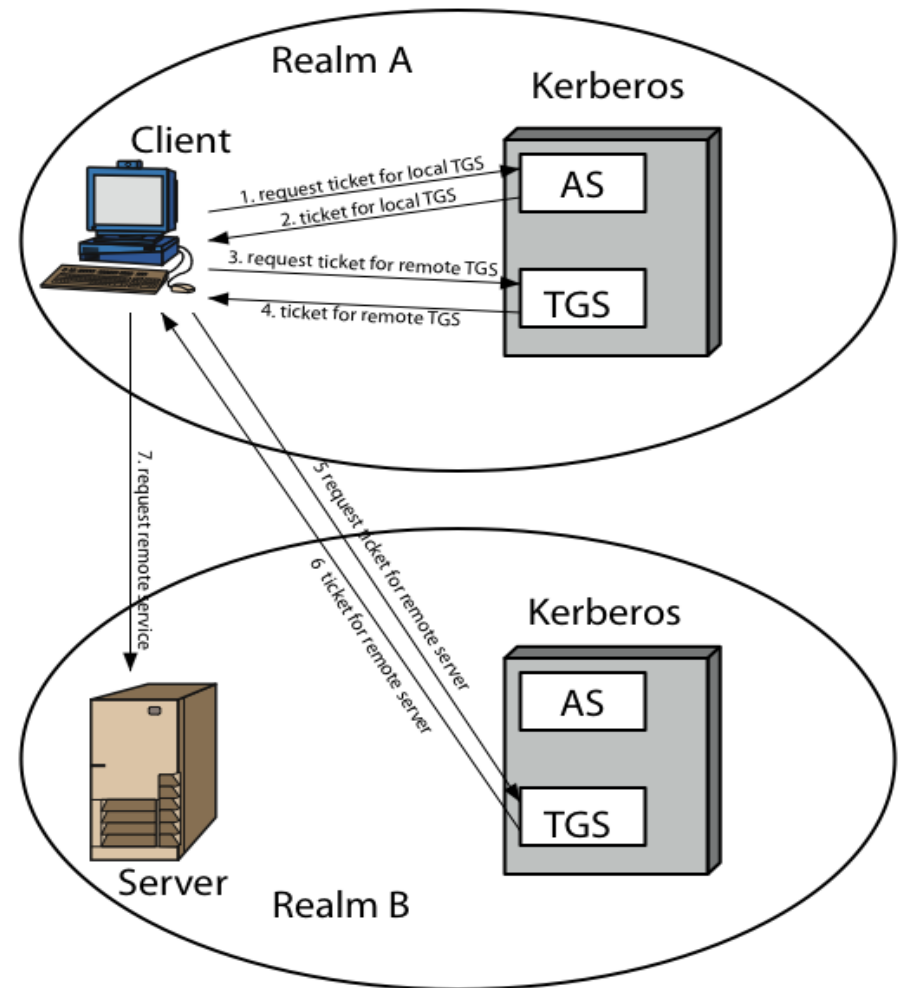 Realm A
Kerberos
Client
AS
1. request ticket for local TGS
2. ticket for local TGS
3. request ticket for remote TGS
TGS
4. ticket for remote TGS
7. request remote service
5 request ticket for remote server
6 ticket for remote server
Kerberos
AS
TGS
Server
Realm B